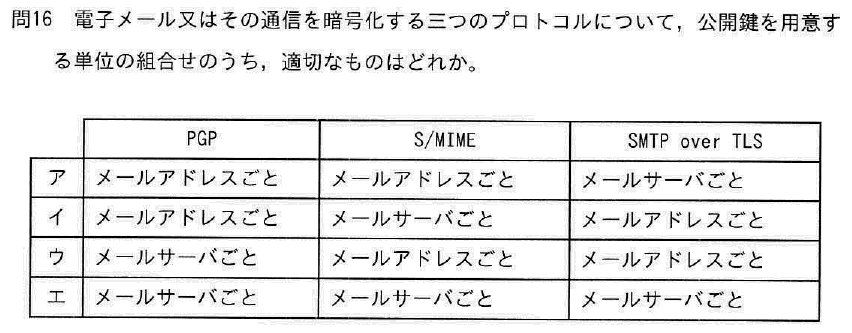 問16 電子メール又はその通信を暗号化する三つのプロトコルについて，公開鍵を用意す
る単位の組合せのうち，適切なものはどれか。
PGP S/MIME SMTP over TLS
ア メールアドレスごと メールアドレスごと メールサーバごと
イ メールアドレスごと メールサーバごと メールアドレスごと
ウ メールサーバごと メールアドレスごと メールアドレスごと
エ メールサーバごと メールサーバごと メールサーバごと